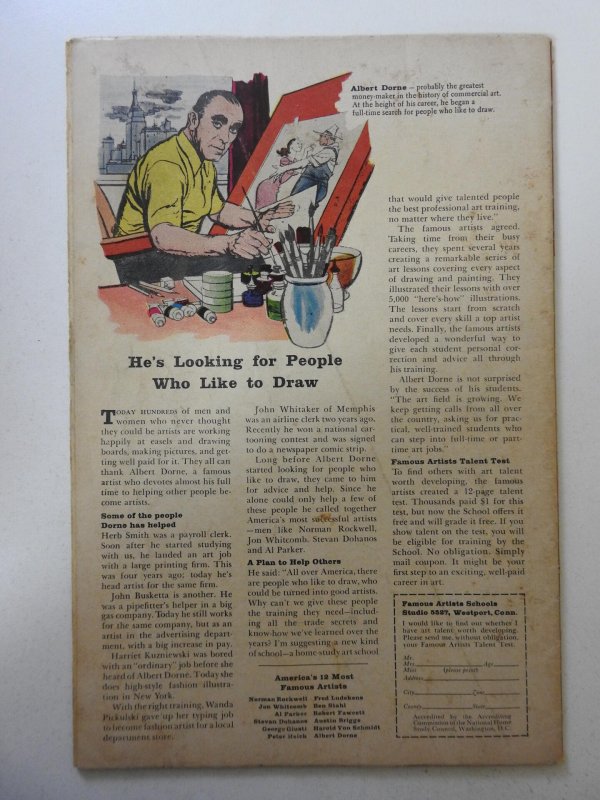 Albert Dorne — probably the greatest
money-maker in the history of commercial art.
At the height of his career, he began a
full-time search for people who like to draw.
He's Looking for People
Who Like to Draw
TODAY HUNDREDS of men and
women who never thought
they could be artists are working
happily at easels and drawing
boards, making pictures, and get-
ting well paid for it. They all can
thank Albert Dorne, a famous
artist who devotes almost his full
time to helping other people be-
come artists.
Some of the people
Dorne has helped
Herb Smith was a payroll clerk.
Soon after he started studying
with us, he landed an art job
with a large printing firm. This
was four years ago; today he's
head artist for the same firm.
John Busketta is another. He
was a pipefitter's helper in a big
gas company. Today he still works
for the same company, but as an
artist in the advertising depart-
ment, with a big increase in pay.
Harriet Kuzniewski was bored
with an "ordinary" job before she
heard of Albert Dorne. Today she
does high-style fashion illustra-
tion in New York.
With the right training, Wanda
Pickulski gave up her typing job
to become fashion artist for a local
department store.
John Whitaker of Memphis
was an airline clerk two years ago.
Recently he won a national car-
tooning contest and was signed
to do a newspaper comic strip.
Long before Albert Dorne
started looking for people who
like to draw, they came to him
for advice and help. Since he
alone could only help a few of
these people he called together
America's most successful artists
—men like Norman Rockwell,
Jon Whitcomb, Stevan Dohanos
and Al Parker.
A Plan to Help Others
He said: "All over America, there
are people who like to draw, who
could be turned into good artists.
Why can't we give these people
the training they need—includ-
ing all the trade secrets and
know-how we've learned over the
years? I'm suggesting a new kind
of school—a home study art school
America's 12 Most
Famous Artists
Norman Rockwell Fred Ludekens
Jon Whitcomb Ben Stahl
Al Parker Robert Fawcett
Stevan Dohanos Austin Briggs
George Giusti Harold Von Schmidt
Peter Helck Albert Dorne
that would give talented people
the best professional art training,
no matter where they live."
The famous artists agreed.
Taking time from their busy
careers, they spent several years
creating a remarkable series of
art lessons covering every aspect
of drawing and painting. They
illustrated their lessons with over
5,000 "here's-how" illustrations.
The lessons start from scratch
and cover every skill a top artist
needs. Finally, the famous artists
developed a wonderful way to
give each student personal cor-
rection and advice all through
his training.
Albert Dorne is not surprised
by the success of his students.
"The art field is growing. We
keep getting calls from all over
the country, asking us for prac-
tical, well-trained students who
can step into full-time or part-
time art jobs."
Famous Artists Talent Test
To find others with art talent
worth developing, the famous
artists created a 12-page talent
test. Thousands paid $1 for this
test, but now the School offers it
free and will grade it free. If you
show talent on the test, you will
be eligible for training by the
School. No obligation. Simply
mail coupon. It might be your
first step to an exciting, well-paid
career in art.
Famous Artists Schools
Studio 5527, Westport, Conn.
I would like to find out whether I
have art talent worth developing.
Please send me, without obligation,
your Famous Artists Talent Test.
Mr.
Mrs. Age
Miss (please print)
Address
City Zone
County State
Accredited by the Accrediting
Commission of the National Home
Study Council, Washington, D.C.